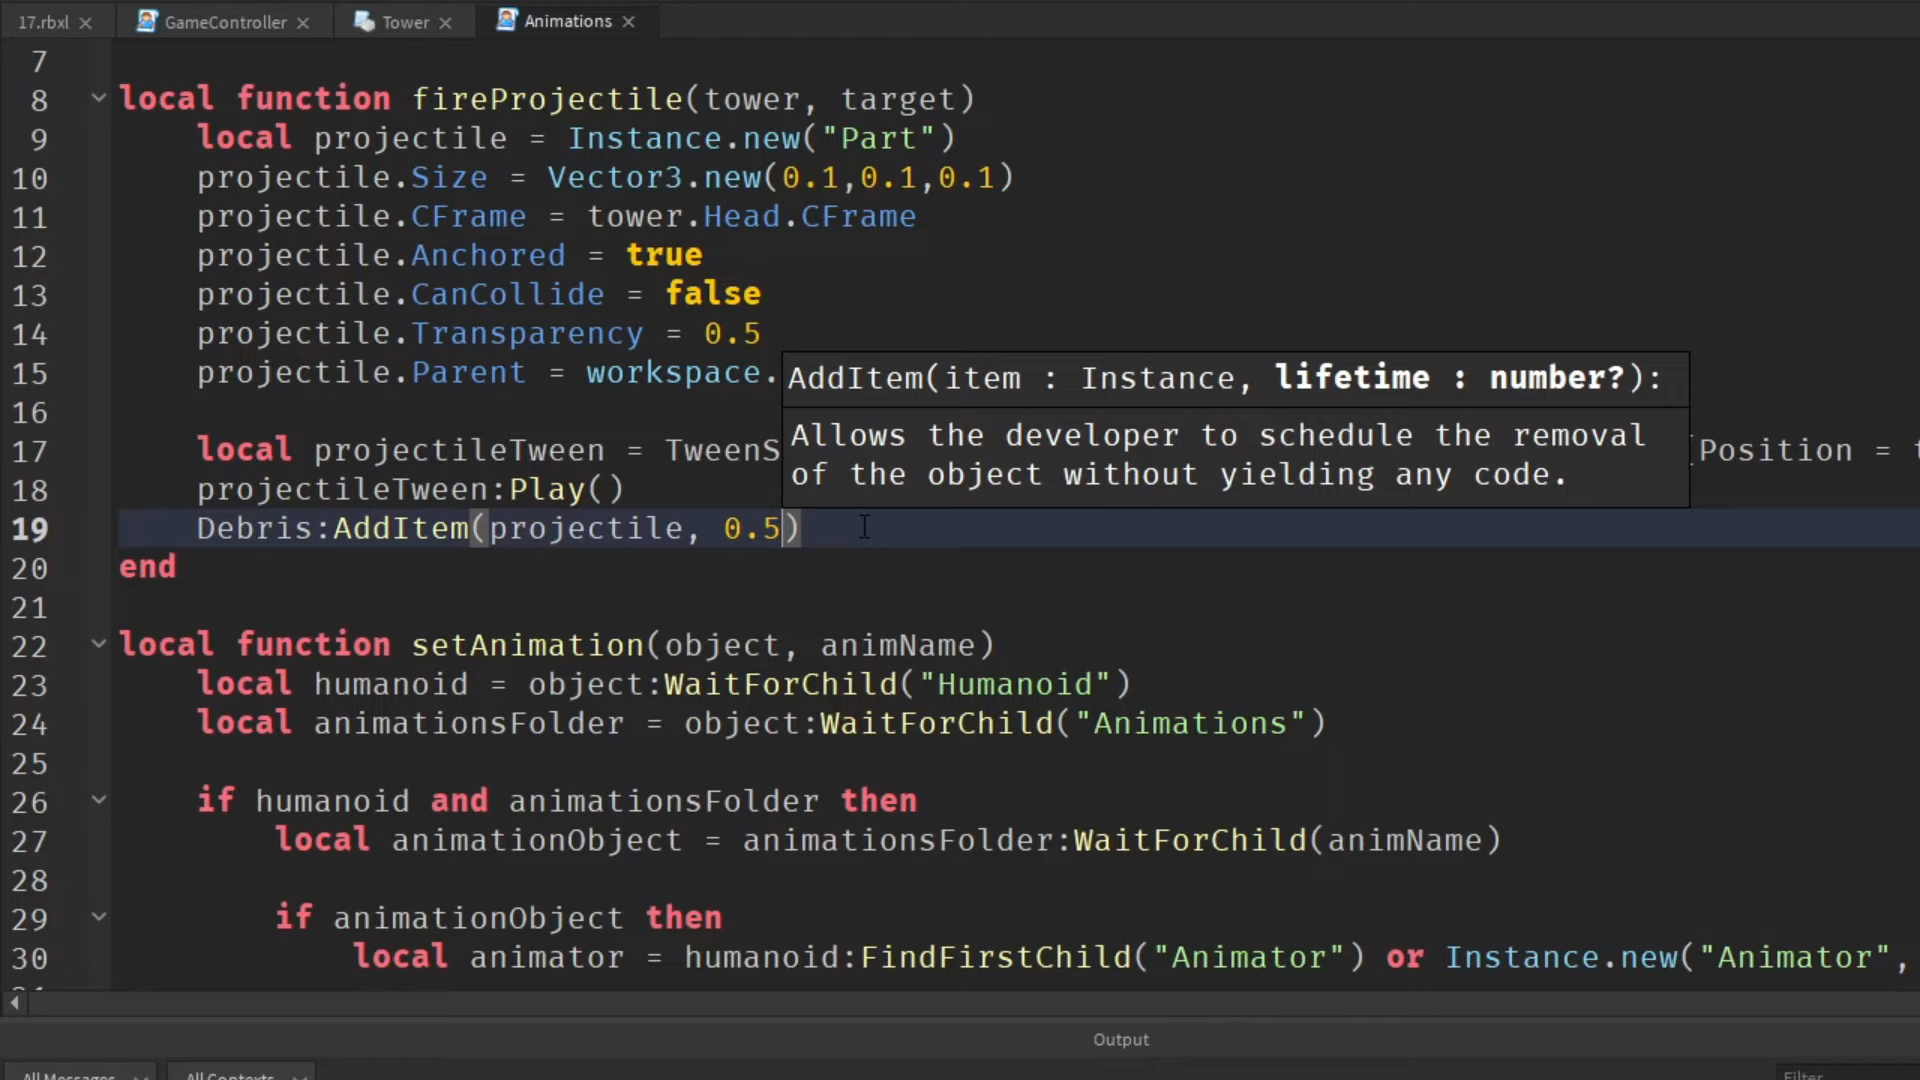 17.rbxl GameController Tower Animations
7
8 local function fireProjectile(tower, target)
9 local projectile = Instance.new("Part")
10 projectile.Size = Vector3.new(0.1,0.1,0.1)
11 projectile.CFrame = tower.Head.CFrame
12 projectile.Anchored = true
13 projectile.CanCollide = false
14 projectile.Transparency = 0.5
15 projectile.Parent = workspace.
AddItem(item : Instance, lifetime : number?):
Allows the developer to schedule the removal
of the object without yielding any code.
16
17 local projectileTween = TweenS Position = t
18 projectileTween:Play()
19 Debris:AddItem(projectile, 0.5)
20 end
21
22 local function setAnimation(object, animName)
23 local humanoid = object:WaitForChild("Humanoid")
24 local animationsFolder = object:WaitForChild("Animations")
25
26 if humanoid and animationsFolder then
27 local animationObject = animationsFolder:WaitForChild(animName)
28
29 if animationObject then
30 local animator = humanoid:FindFirstChild("Animator") or Instance.new("Animator",
Output
All Messages All Contexts Filter